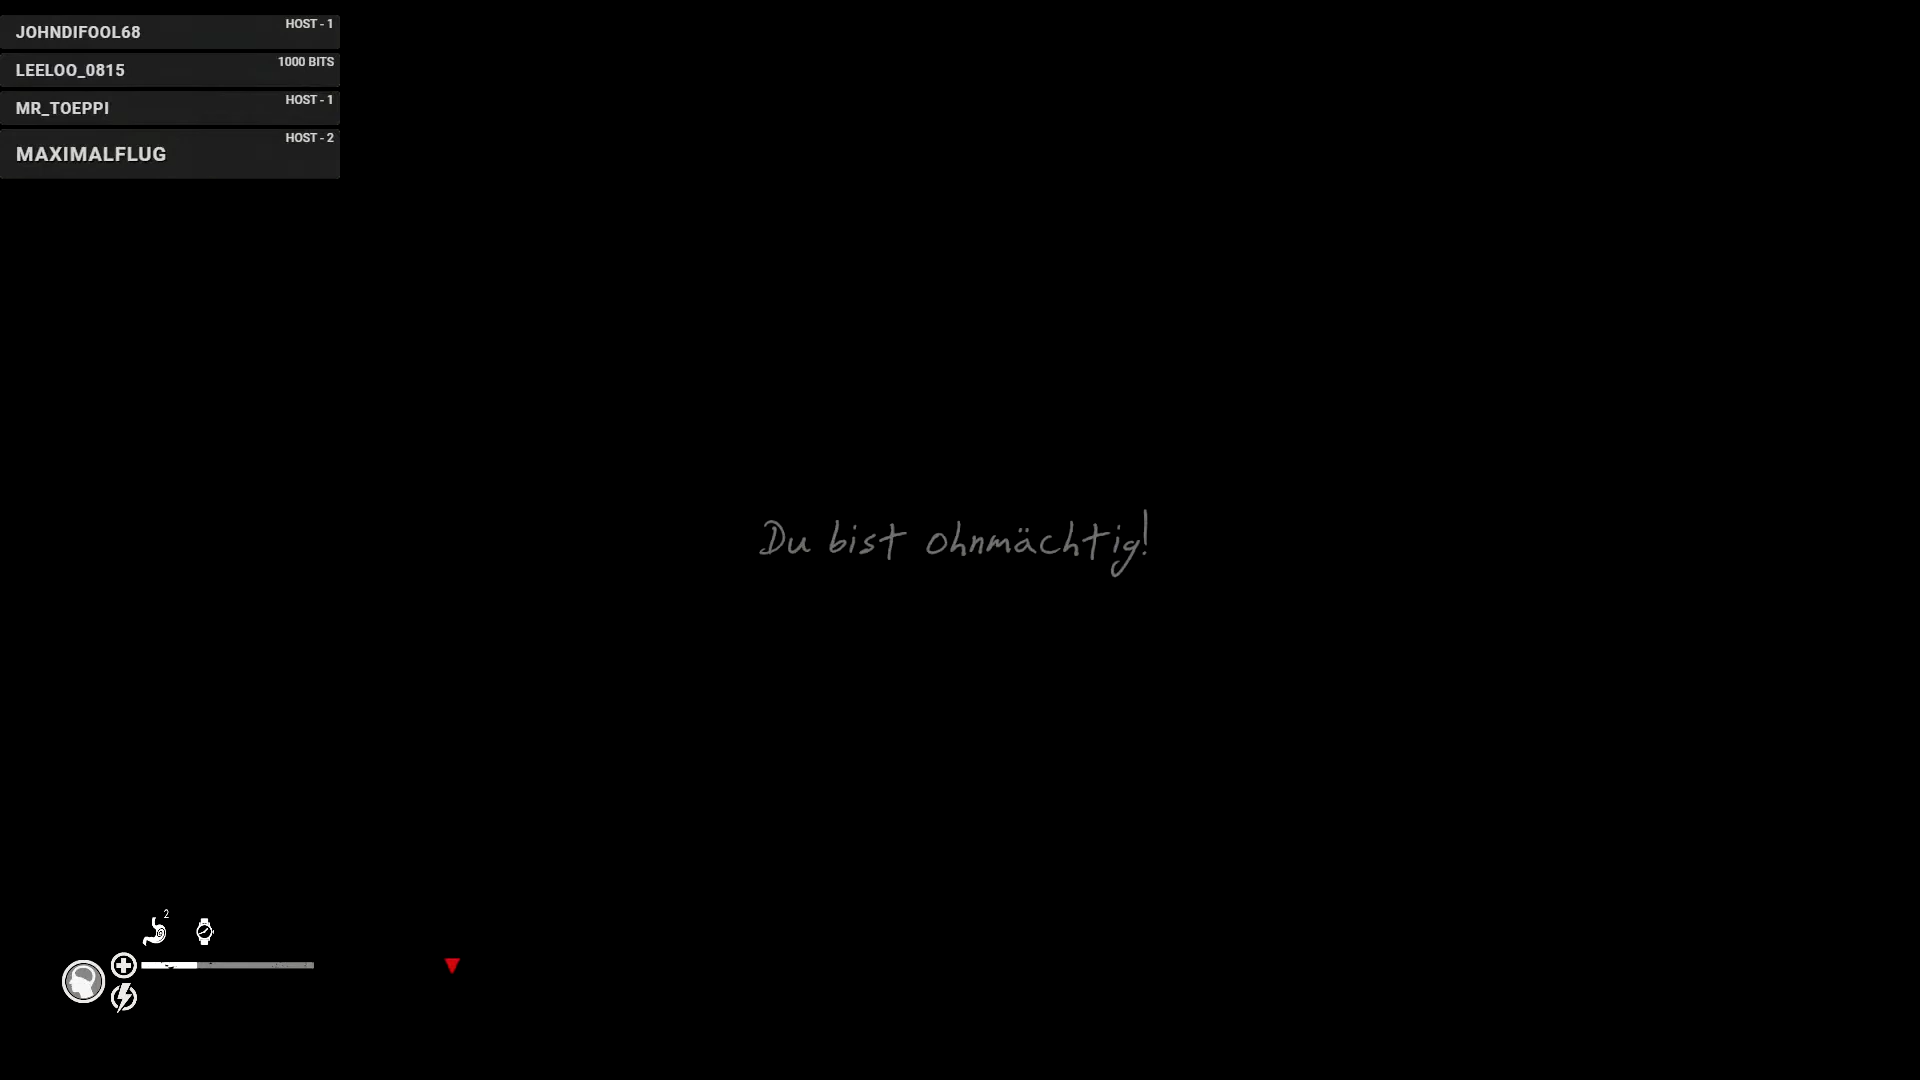 JOHNDIFOOL68 HOST - 1
LEELOO_0815 1000 BITS
MR_TOEPPI HOST - 1
MAXIMALFLUG HOST - 2
Du bist ohnmächtig!
2